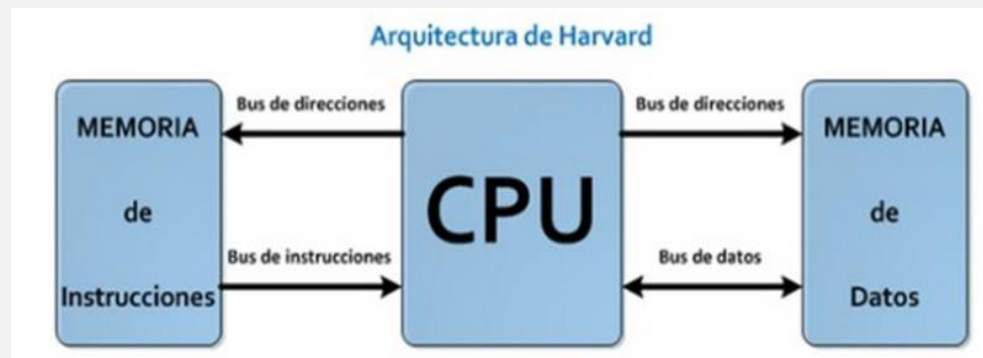 Arquitectura de Harvard
MEMORIA
de
Instrucciones
Bus de direcciones
Bus de instrucciones
CPU
Bus de direcciones
Bus de datos
MEMORIA
de
Datos